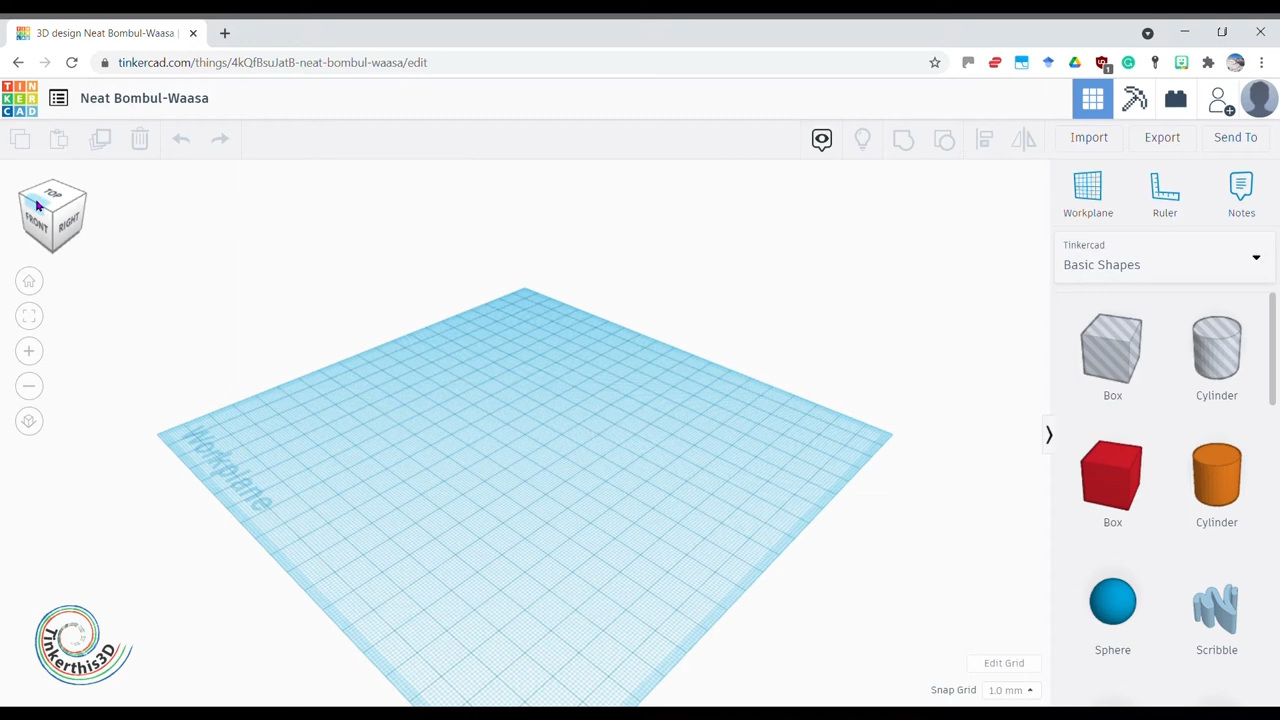 3D design Neat Bombul-Waasa |
tinkercad.com/things/4kQfBsuJatB-neat-bombul-waasa/edit
1
TIN
KER
CAD
Neat Bombul-Waasa
Import
Export
Send To
TOP
FRONT
RIGHT
Workplane
Ruler
Notes
Tinkercad
Basic Shapes
Box
Cylinder
Box
Cylinder
Workplane
Sphere
Scribble
Tinkerthis3D
Edit Grid
Snap Grid 1.0 mm